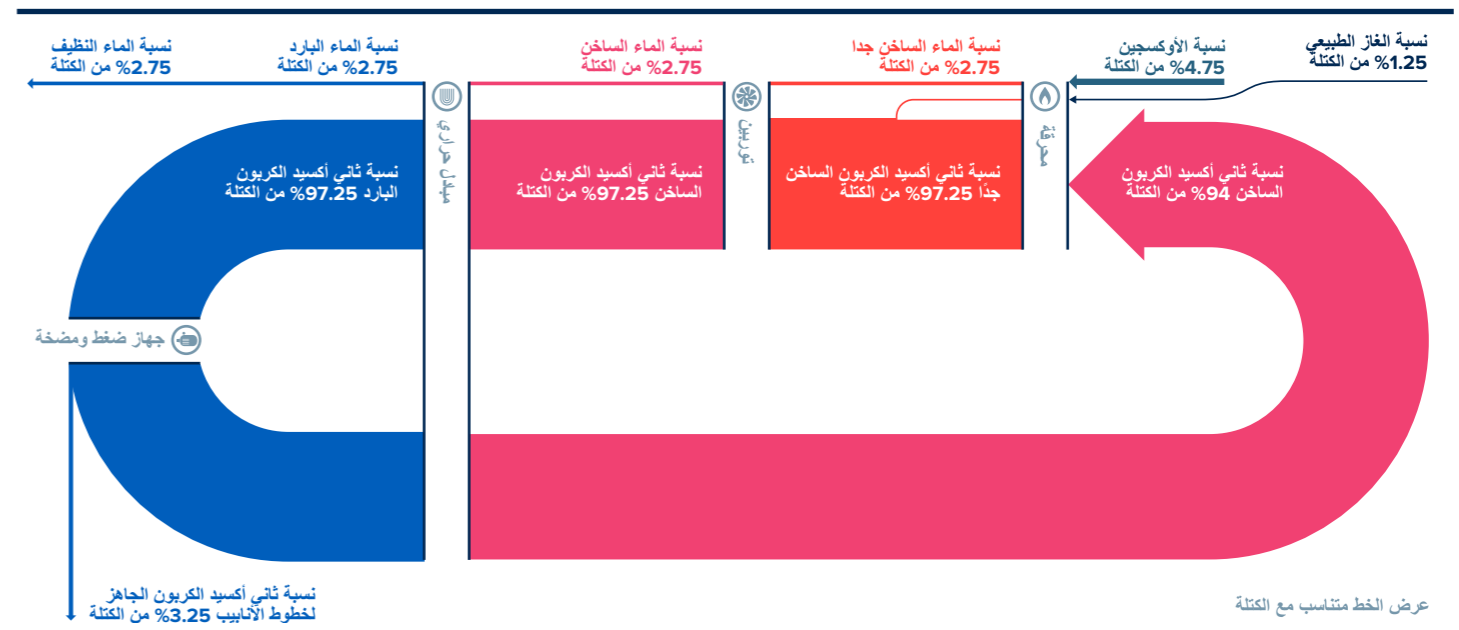 نسبة الغاز الطبيعي
%1.25 من الكتلة
نسبة الأوكسجين
%4.75 من الكتلة
نسبة الماء الساخن جدا
%2.75 من الكتلة
نسبة الماء الساخن
%2.75 من الكتلة
نسبة الماء البارد
%2.75 من الكتلة
نسبة الماء النظيف
%2.75 من الكتلة
محرقة
توربين
مبادل حراري
نسبة ثاني أكسيد الكربون
الساخن 94% من الكتلة
نسبة ثاني أكسيد الكربون الساخن
جدًا 97.25% من الكتلة
نسبة ثاني أكسيد الكربون
الساخن 97.25% من الكتلة
نسبة ثاني أكسيد الكربون
البارد 97.25% من الكتلة
جهاز ضغط ومضخة
نسبة ثاني أكسيد الكربون الجاهز
لخطوط الأنابيب 3.25% من الكتلة
عرض الخط متناسب مع الكتلة